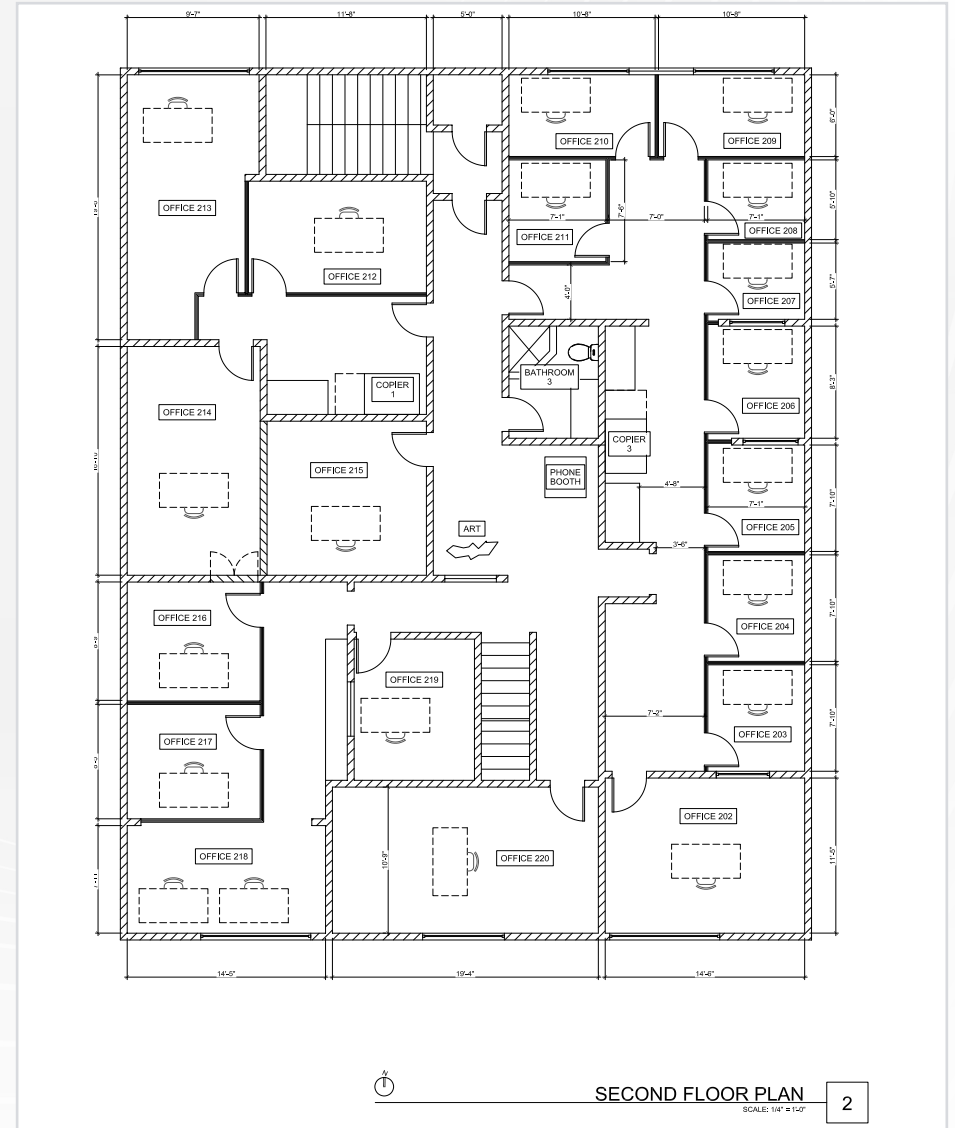 9'-7"
11'-8"
5'-0"
10'-8"
10'-8"
6'-0"
OFFICE 210
OFFICE 209
OFFICE 213
7'-6"
5'-10"
7'-1"
7'-0"
7'-1"
OFFICE 208
OFFICE 211
OFFICE 212
5'-7"
4'-0"
OFFICE 207
BATHROOM
3
COPIER
1
8'-3"
OFFICE 206
OFFICE 214
COPIER
3
OFFICE 215
PHONE
BOOTH
4'-8"
7'-1"
7'-10"
ART
OFFICE 205
3'-6"
OFFICE 216
7'-10"
OFFICE 204
OFFICE 219
7'-2"
7'-10"
OFFICE 217
OFFICE 203
OFFICE 202
OFFICE 218
OFFICE 220
10'-9"
11'-5"
14'-5"
19'-4"
14'-6"
N
SECOND FLOOR PLAN
SCALE: 1/4" = 1'-0"
2